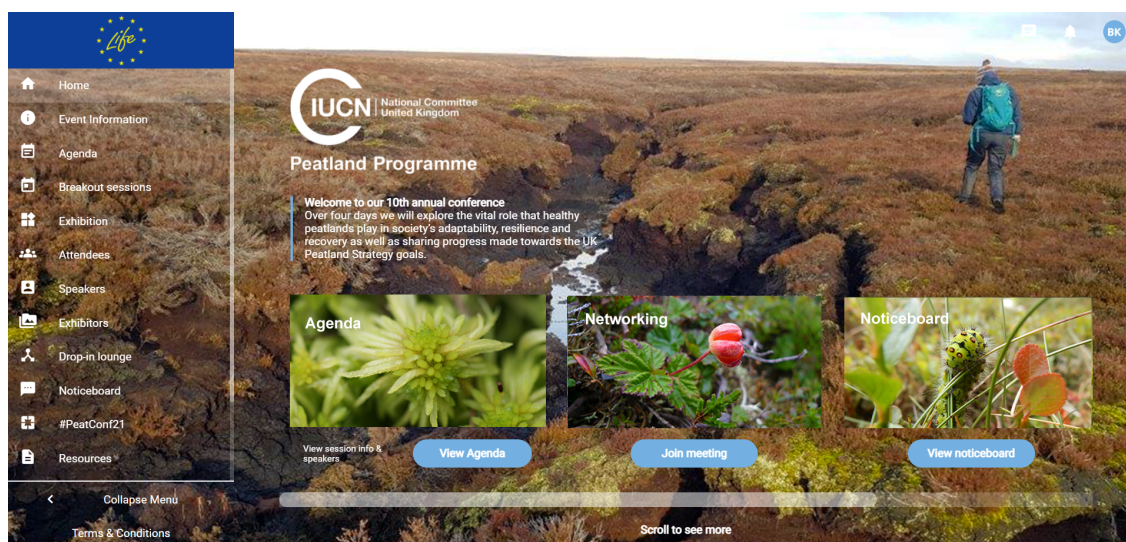 Life
BK
Home
Event Information
Agenda
Breakout sessions
Exhibition
Attendees
Speakers
Exhibitors
Drop-in lounge
Noticeboard
#PeatConf21
Resources
Collapse Menu
Terms & Conditions
IUCN
National Committee
United Kingdom
Peatland Programme
Welcome to our 10th annual conference
Over four days we will explore the vital role that healthy
peatlands play in society's adaptability, resilience and
recovery as well as sharing progress made towards the UK
Peatland Strategy goals.
Agenda
Networking
Noticeboard
View session info &
speakers
View Agenda
Join meeting
View noticeboard
Scroll to see more